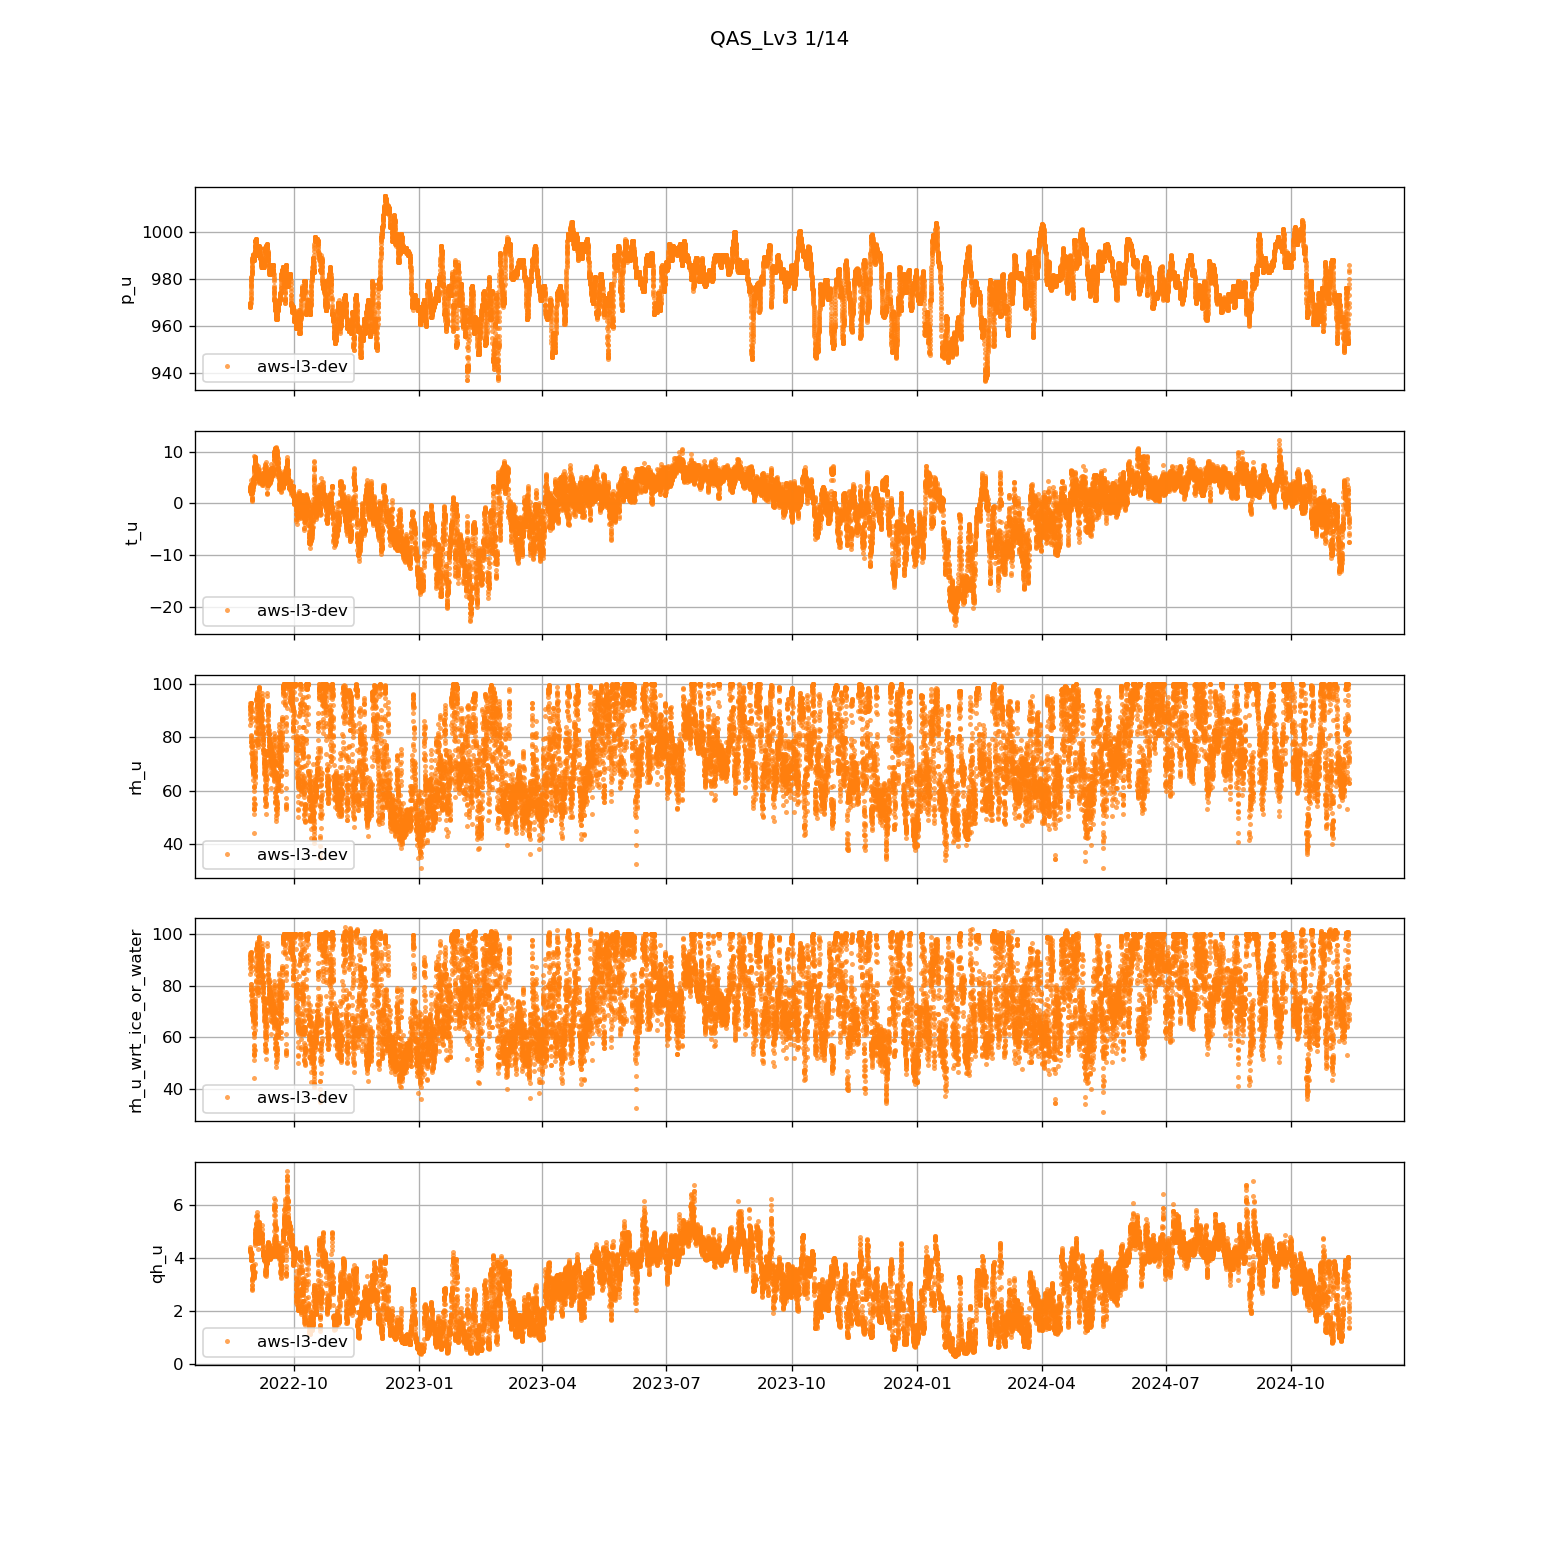 QAS_Lv3 1/14
1000
980
960
940
p_u
aws-l3-dev
10
0
−10
−20
t_u
aws-l3-dev
100
80
60
40
rh_u
aws-l3-dev
100
80
60
40
rh_u_wrt_ice_or_water
aws-l3-dev
6
4
2
0
qh_u
aws-l3-dev
2022-10 2023-01 2023-04 2023-07 2023-10 2024-01 2024-04 2024-07 2024-10